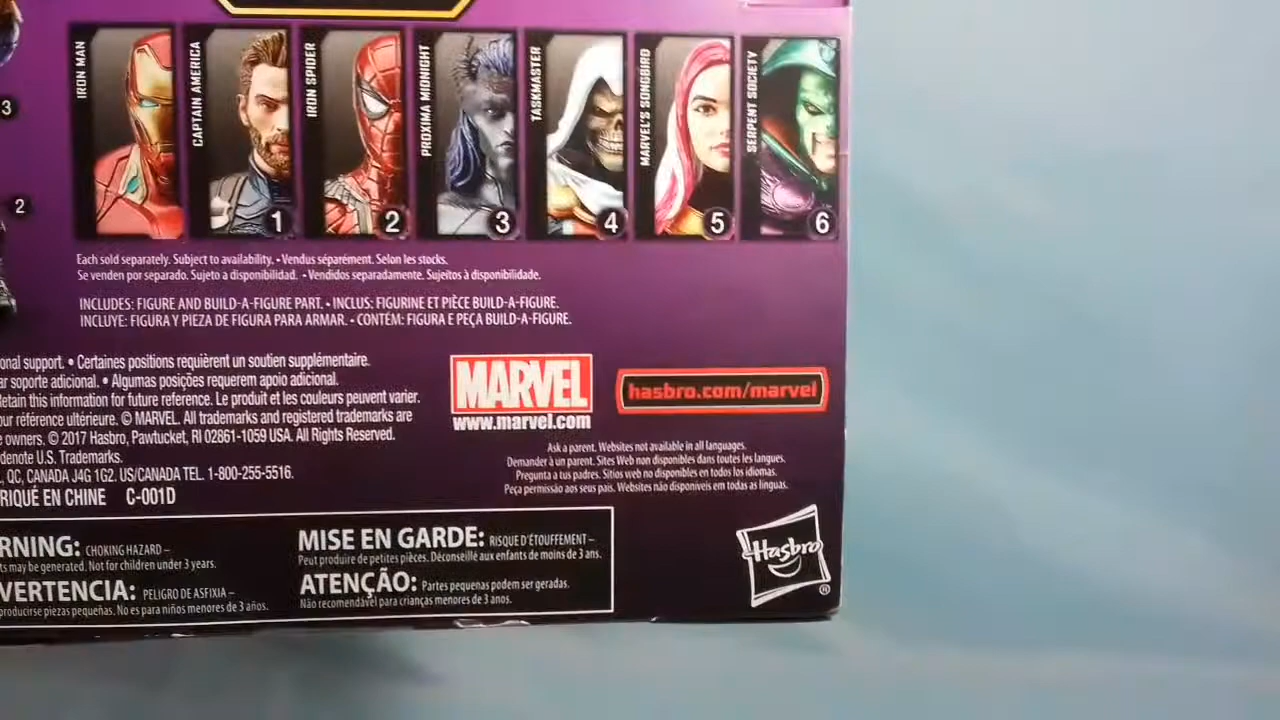 IRON MAN
CAPTAIN AMERICA
IRON SPIDER
PROXIMA MIDNIGHT
TASKMASTER
MARVEL'S SONGBIRD
SERPENT SOCIETY
3
2
1
2
3
4
5
6
Each sold separately. Subject to availability. • Vendus séparément. Selon les stocks.
Se venden por separado. Sujeto a disponibilidad. • Vendidos separadamente. Sujeitos à disponibilidade.
INCLUDES: FIGURE AND BUILD-A-FIGURE PART. • INCLUS: FIGURINE ET PIÈCE BUILD-A-FIGURE.
INCLUYE: FIGURA Y PIEZA DE FIGURA PARA ARMAR. • CONTÉM: FIGURA E PEÇA BUILD-A-FIGURE.
onal support. • Certaines positions requièrent un soutien supplémentaire.
ar soporte adicional. • Algumas posições requerem apoio adicional.
Retain this information for future reference. Le produit et les couleurs peuvent varier.
our référence ultérieure. © MARVEL. All trademarks and registered trademarks are
owners. © 2017 Hasbro, Pawtucket, RI 02861-1059 USA. All Rights Reserved.
denote U.S. Trademarks.
, QC, CANADA J4G 1G2. US/CANADA TEL. 1-800-255-5516.
RIQUÉ EN CHINE C-001D
MARVEL
www.marvel.com
hasbro.com/marvel
Ask a parent. Websites not available in all languages.
Demander à un parent. Sites Web non disponibles dans toutes les langues.
Pregunta a tus padres. Sitios web no disponibles en todos los idiomas.
Peça permissão aos seus pais. Websites não disponíveis em todas as línguas.
RNING: CHOKING HAZARD –
ts may be generated. Not for children under 3 years.
VERTENCIA: PELIGRO DE ASFIXIA –
producirse piezas pequeñas. No es para niños menores de 3 años.
MISE EN GARDE: RISQUE D'ÉTOUFFEMENT –
Peut produire de petites pièces. Déconseillé aux enfants de moins de 3 ans.
ATENÇÃO: Partes pequenas podem ser geradas.
Não recomendável para crianças menores de 3 anos.
Hasbro
®